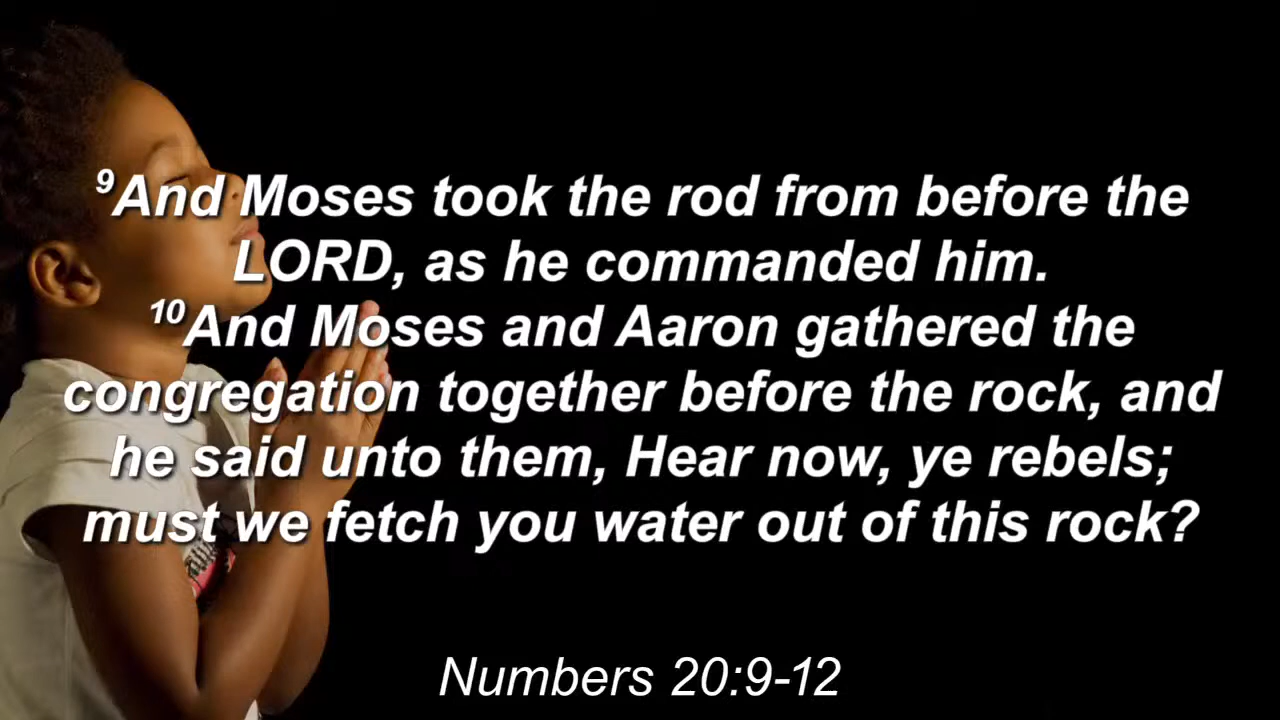 ⁹And Moses took the rod from before the
LORD, as he commanded him.
¹⁰And Moses and Aaron gathered the
congregation together before the rock, and
he said unto them, Hear now, ye rebels;
must we fetch you water out of this rock?
Numbers 20:9-12